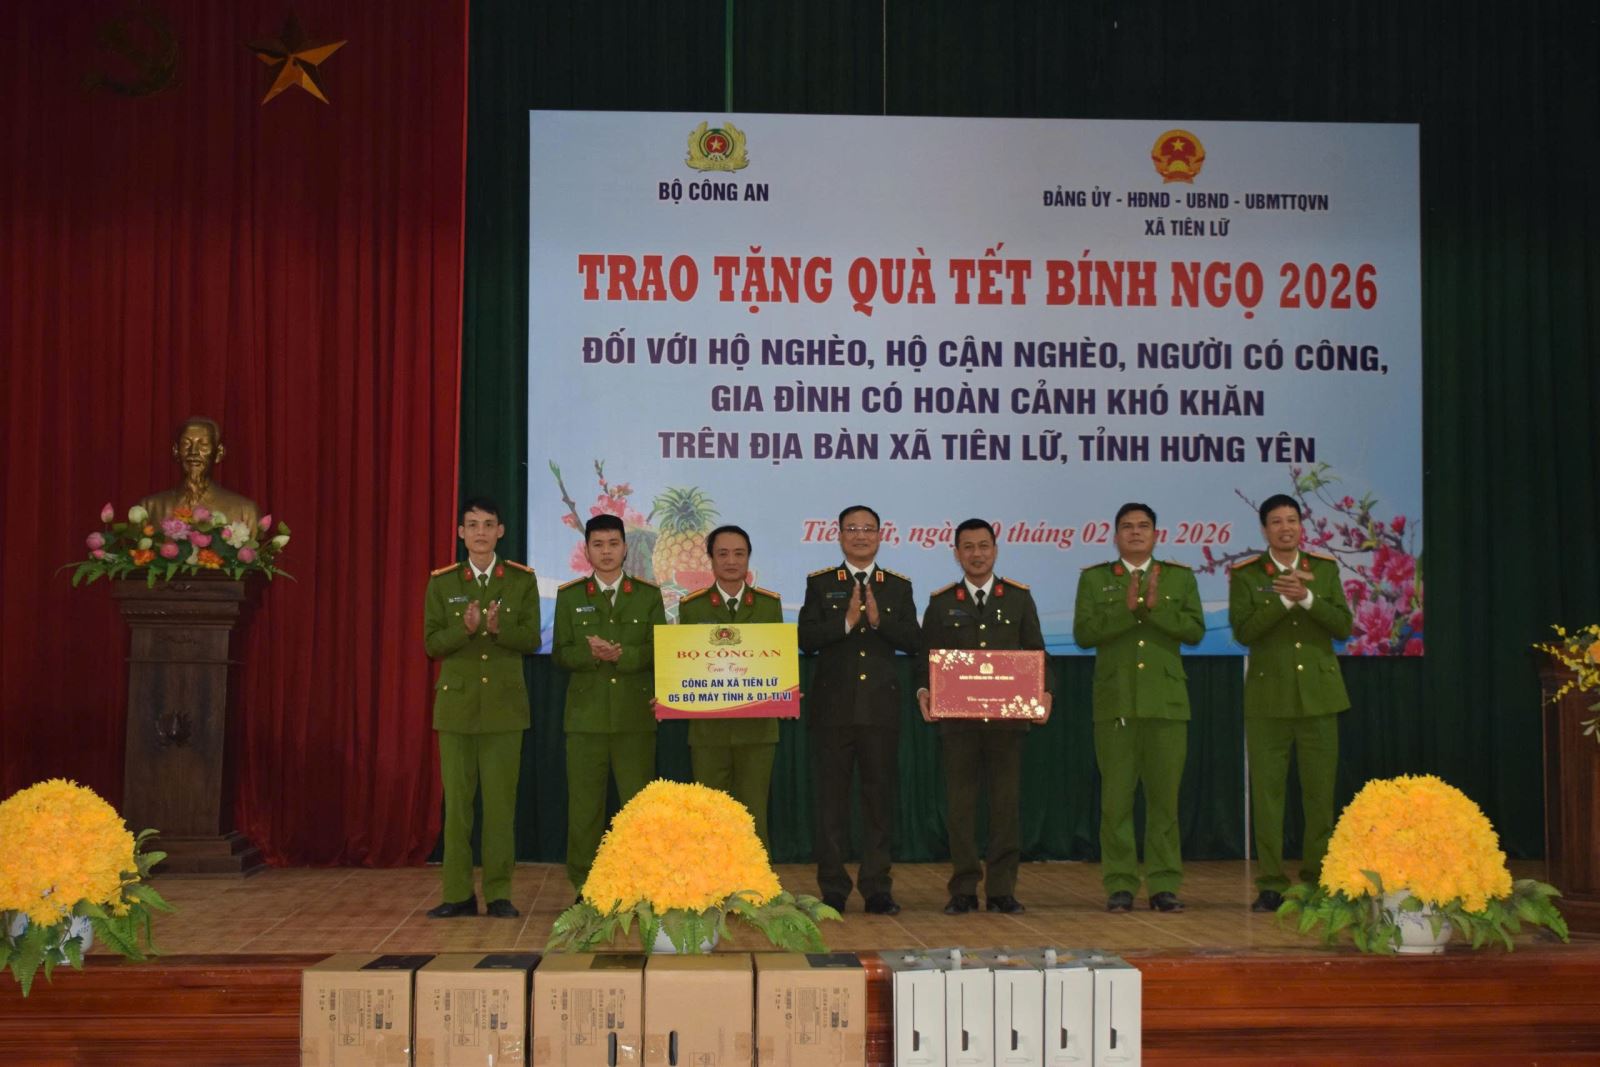 BỘ CÔNG AN
ĐẢNG ỦY - HĐND - UBND - UBMTTQVN
XÃ TIÊN LỮ
TRAO TẶNG QUÀ TẾT BÍNH NGỌ 2026
ĐỐI VỚI HỘ NGHÈO, HỘ CẬN NGHÈO, NGƯỜI CÓ CÔNG,
GIA ĐÌNH CÓ HOÀN CẢNH KHÓ KHĂN
TRÊN ĐỊA BÀN XÃ TIÊN LỮ, TỈNH HƯNG YÊN
Lữ, ngày tháng 02 2026
BỘ CÔNG AN
Trao Tặng
CÔNG AN XÃ TIÊN LỮ
05 BỘ MÁY TÍNH & 01 TI VI